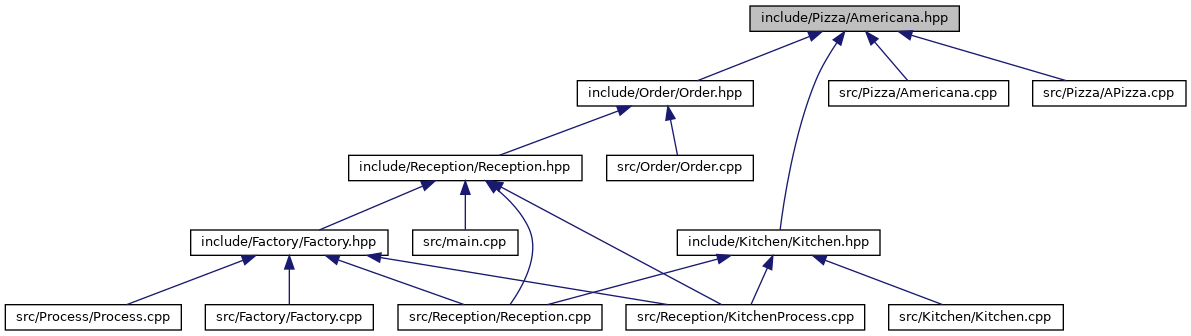 include/Pizza/Americana.hpp
include/Order/Order.hpp
src/Pizza/Americana.cpp
src/Pizza/APizza.cpp
include/Reception/Reception.hpp
src/Order/Order.cpp
include/Factory/Factory.hpp
src/main.cpp
include/Kitchen/Kitchen.hpp
src/Process/Process.cpp
src/Factory/Factory.cpp
src/Reception/Reception.cpp
src/Reception/KitchenProcess.cpp
src/Kitchen/Kitchen.cpp